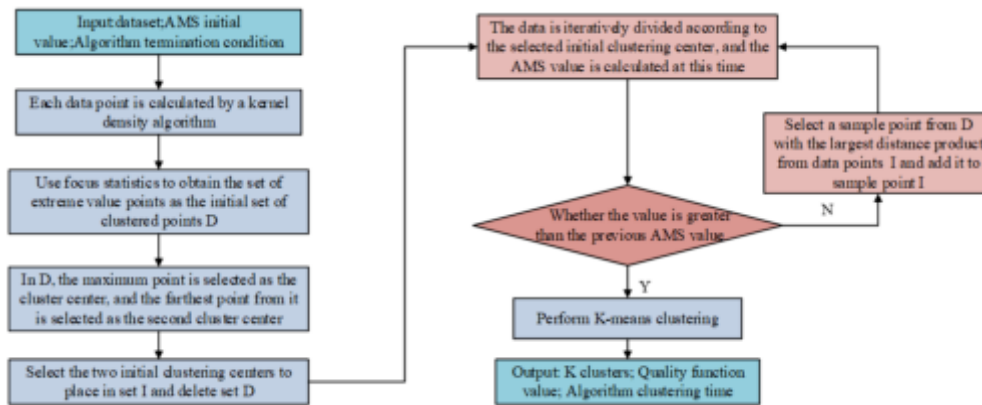 Input:dataset;AMS initial
value;Algorithm termination condition
Each data point is calculated by a kernel
density algorithm
Use focus statistics to obtain the set of
extreme value points as the initial set of
clustered points D
In D, the maximum point is selected as the
cluster center, and the farthest point from it
is selected as the second cluster center
Select the two initial clustering centers to
place in set I and delete set D
The data is iteratively divided according to
the selected initial clustering center, and the
AMS value is calculated at this time
Select a sample point from D
with the largest distance product
from data points I and add it to
sample point I
Whether the value is greater
than the previous AMS value
N
Y
Perform K-means clustering
Output: K clusters; Quality function
value; Algorithm clustering time